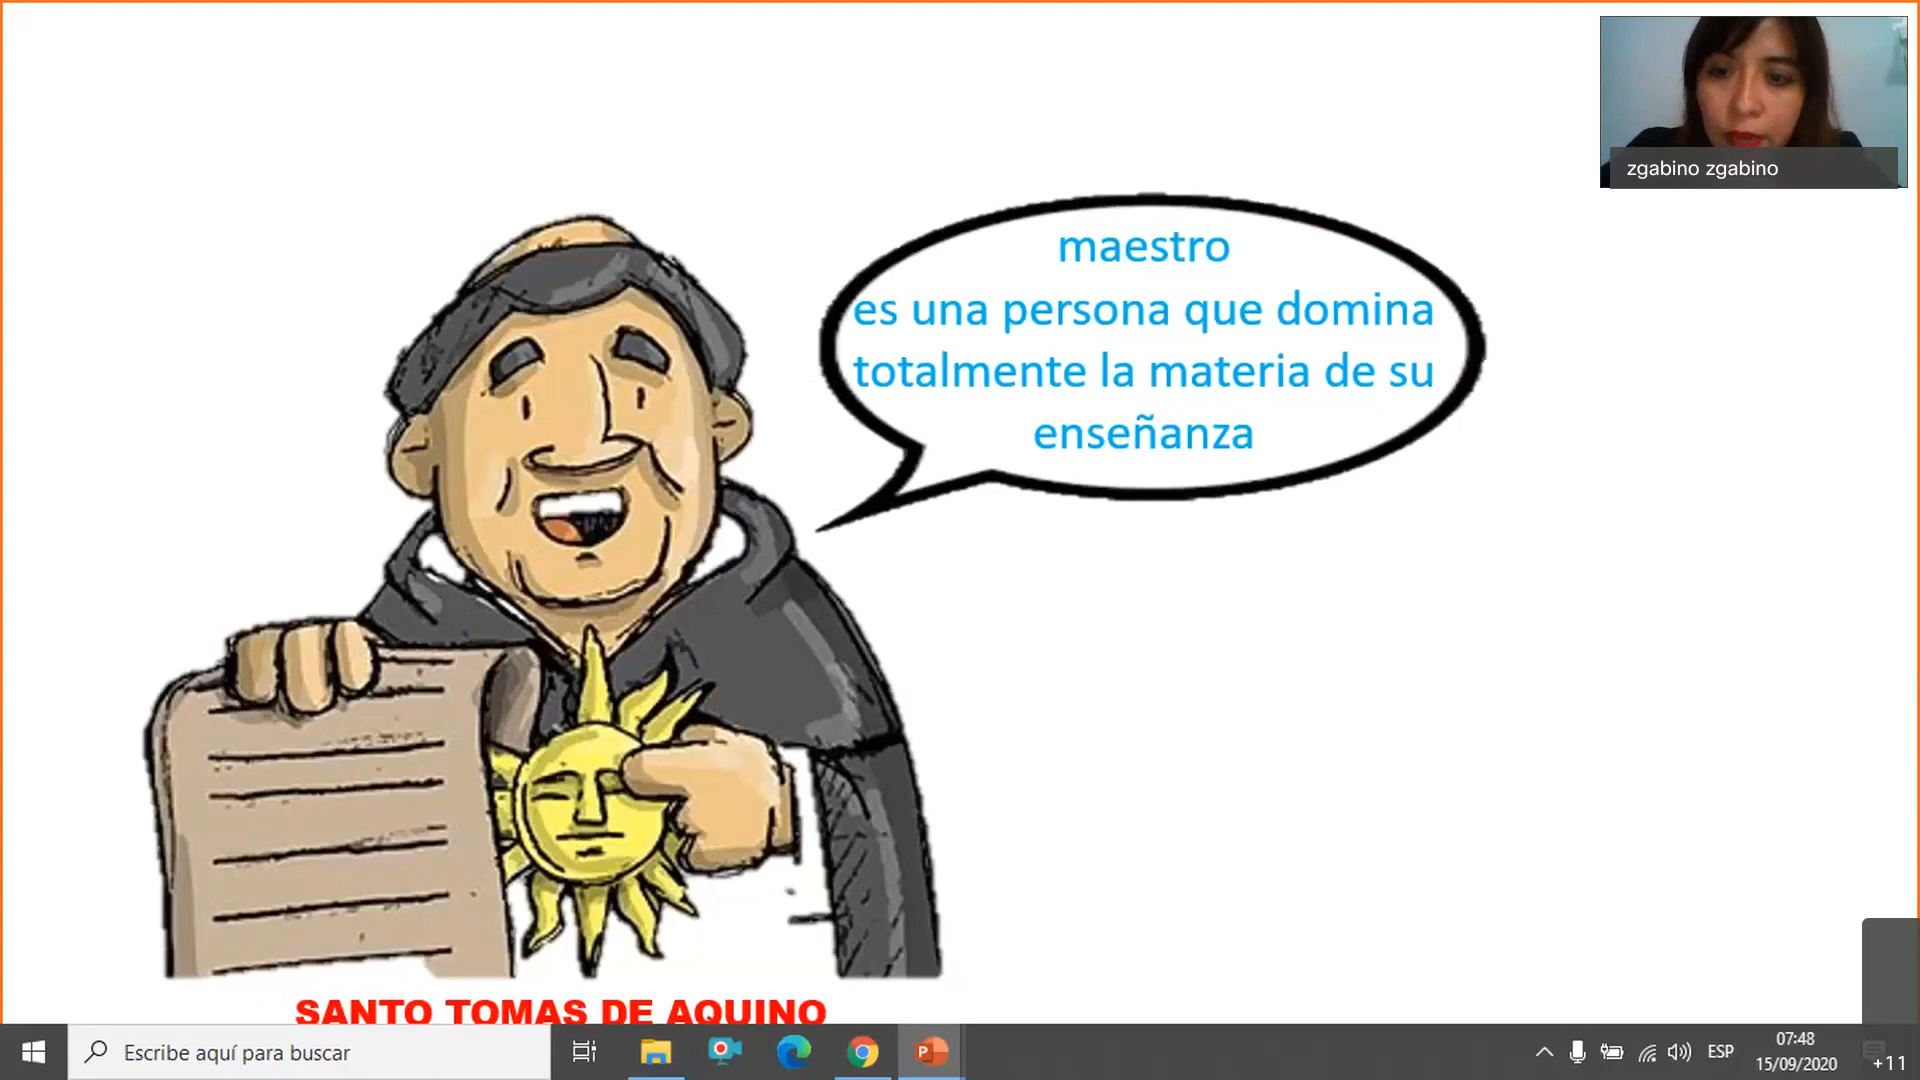 zgabino zgabino
maestro
es una persona que domina
totalmente la materia de su
enseñanza
SANTO TOMAS DE AQUINO
Escribe aquí para buscar
ESP
07:48
15/09/2020
+11